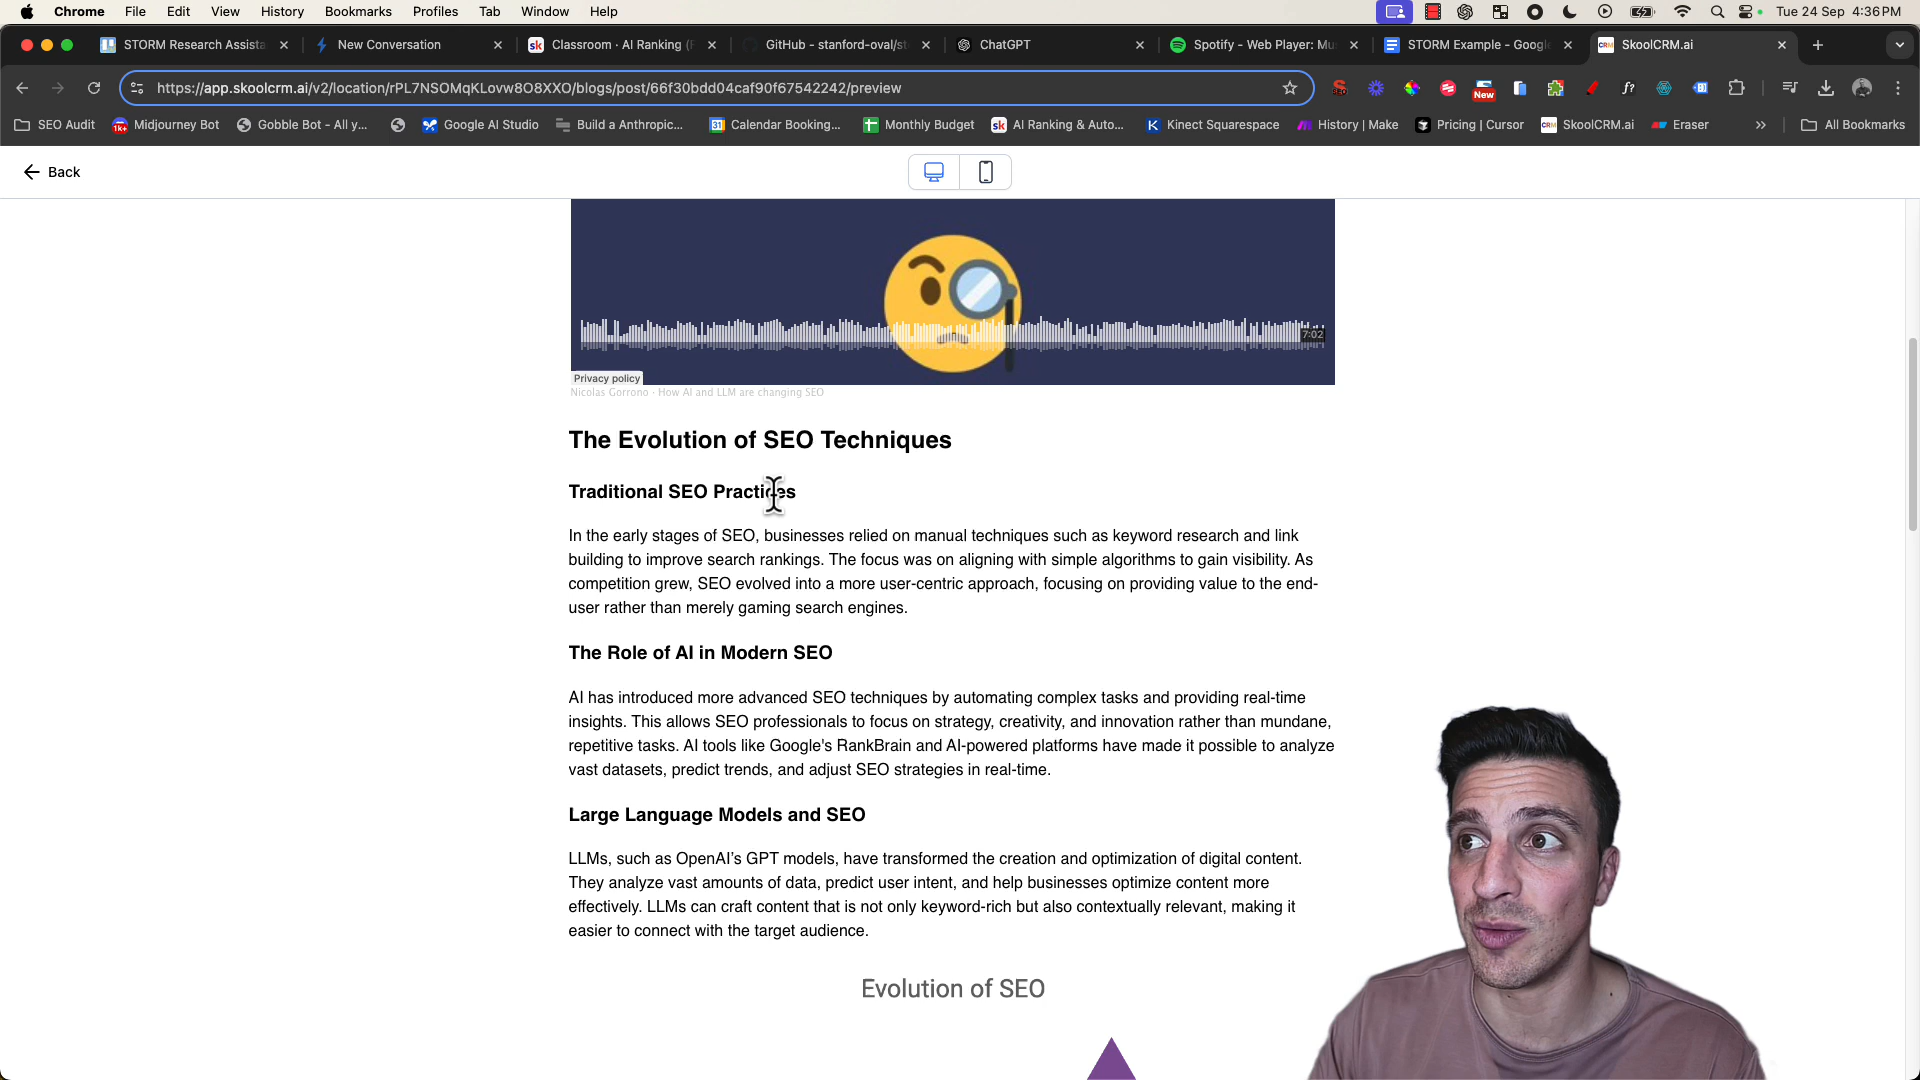 Chrome File Edit View History Bookmarks Profiles Tab Window Help Tue 24 Sep 4:36 PM
STORM Research Assista New Conversation Classroom · AI Ranking (F GitHub - stanford-oval/st ChatGPT Spotify - Web Player: Mu STORM Example - Google SkoolCRM.ai
https://app.skoolcrm.ai/v2/location/rPL7NSOMqKLovw8O8XXO/blogs/post/66f30bdd04caf90f67542242/preview New
SEO Audit Midjourney Bot Gobble Bot - All y... Google AI Studio Build a Anthropic... Calendar Booking... Monthly Budget AI Ranking & Auto... Kinect Squarespace History | Make Pricing | Cursor SkoolCRM.ai Eraser All Bookmarks
Back
7:02
Privacy policy
Nicolas Gorrono - How AI and LLM are changing SEO
The Evolution of SEO Techniques
Traditional SEO Practices
In the early stages of SEO, businesses relied on manual techniques such as keyword research and link
building to improve search rankings. The focus was on aligning with simple algorithms to gain visibility. As
competition grew, SEO evolved into a more user-centric approach, focusing on providing value to the end-
user rather than merely gaming search engines.
The Role of AI in Modern SEO
AI has introduced more advanced SEO techniques by automating complex tasks and providing real-time
insights. This allows SEO professionals to focus on strategy, creativity, and innovation rather than mundane,
repetitive tasks. AI tools like Google's RankBrain and AI-powered platforms have made it possible to analyze
vast datasets, predict trends, and adjust SEO strategies in real-time.
Large Language Models and SEO
LLMs, such as OpenAI's GPT models, have transformed the creation and optimization of digital content.
They analyze vast amounts of data, predict user intent, and help businesses optimize content more
effectively. LLMs can craft content that is not only keyword-rich but also contextually relevant, making it
easier to connect with the target audience.
Evolution of SEO